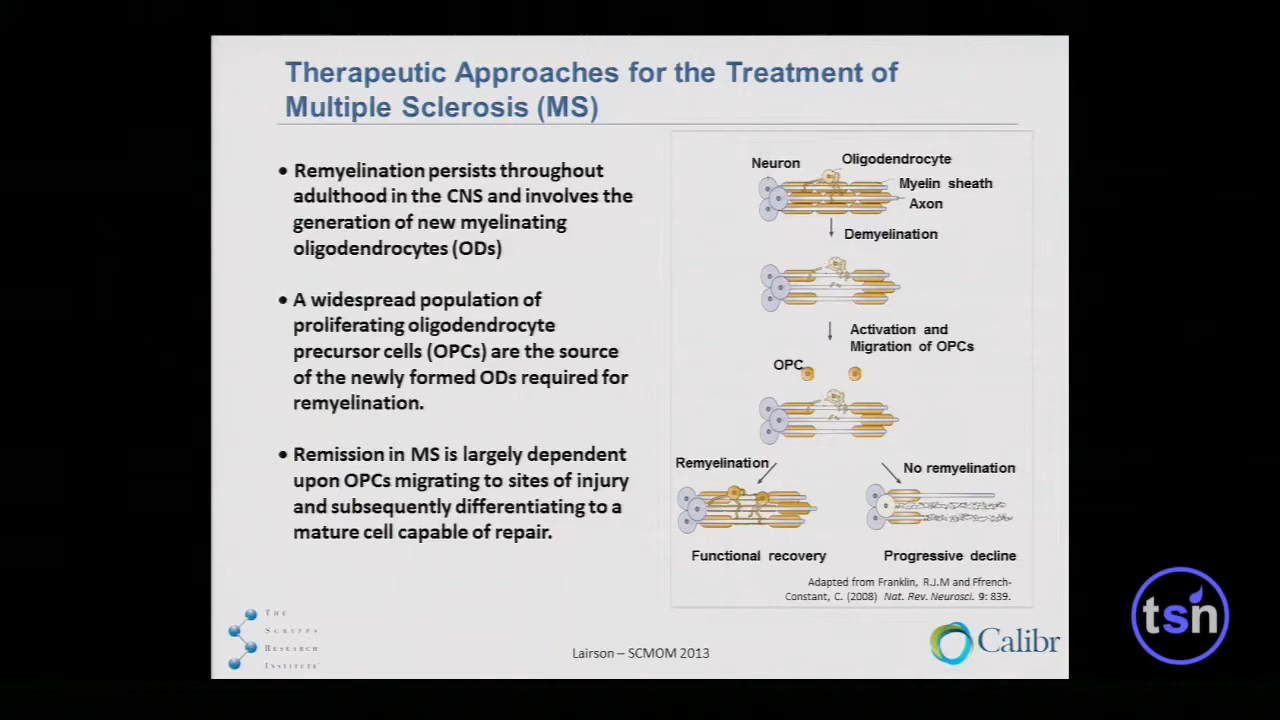 Therapeutic Approaches for the Treatment of
Multiple Sclerosis (MS)
• Remyelination persists throughout
adulthood in the CNS and involves the
generation of new myelinating
oligodendrocytes (ODs)
• A widespread population of
proliferating oligodendrocyte
precursor cells (OPCs) are the source
of the newly formed ODs required for
remyelination.
• Remission in MS is largely dependent
upon OPCs migrating to sites of injury
and subsequently differentiating to a
mature cell capable of repair.
Neuron
Oligodendrocyte
Myelin sheath
Axon
Demyelination
Activation and
Migration of OPCs
OPC
Remyelination
No remyelination
Functional recovery
Progressive decline
Adapted from Franklin, R.J.M and Ffrench-
Constant, C. (2008) Nat. Rev. Neurosci. 9: 839.
THE
SCRIPPS
RESEARCH
INSTITUTE
Lairson – SCMOM 2013
Calibr
tsn